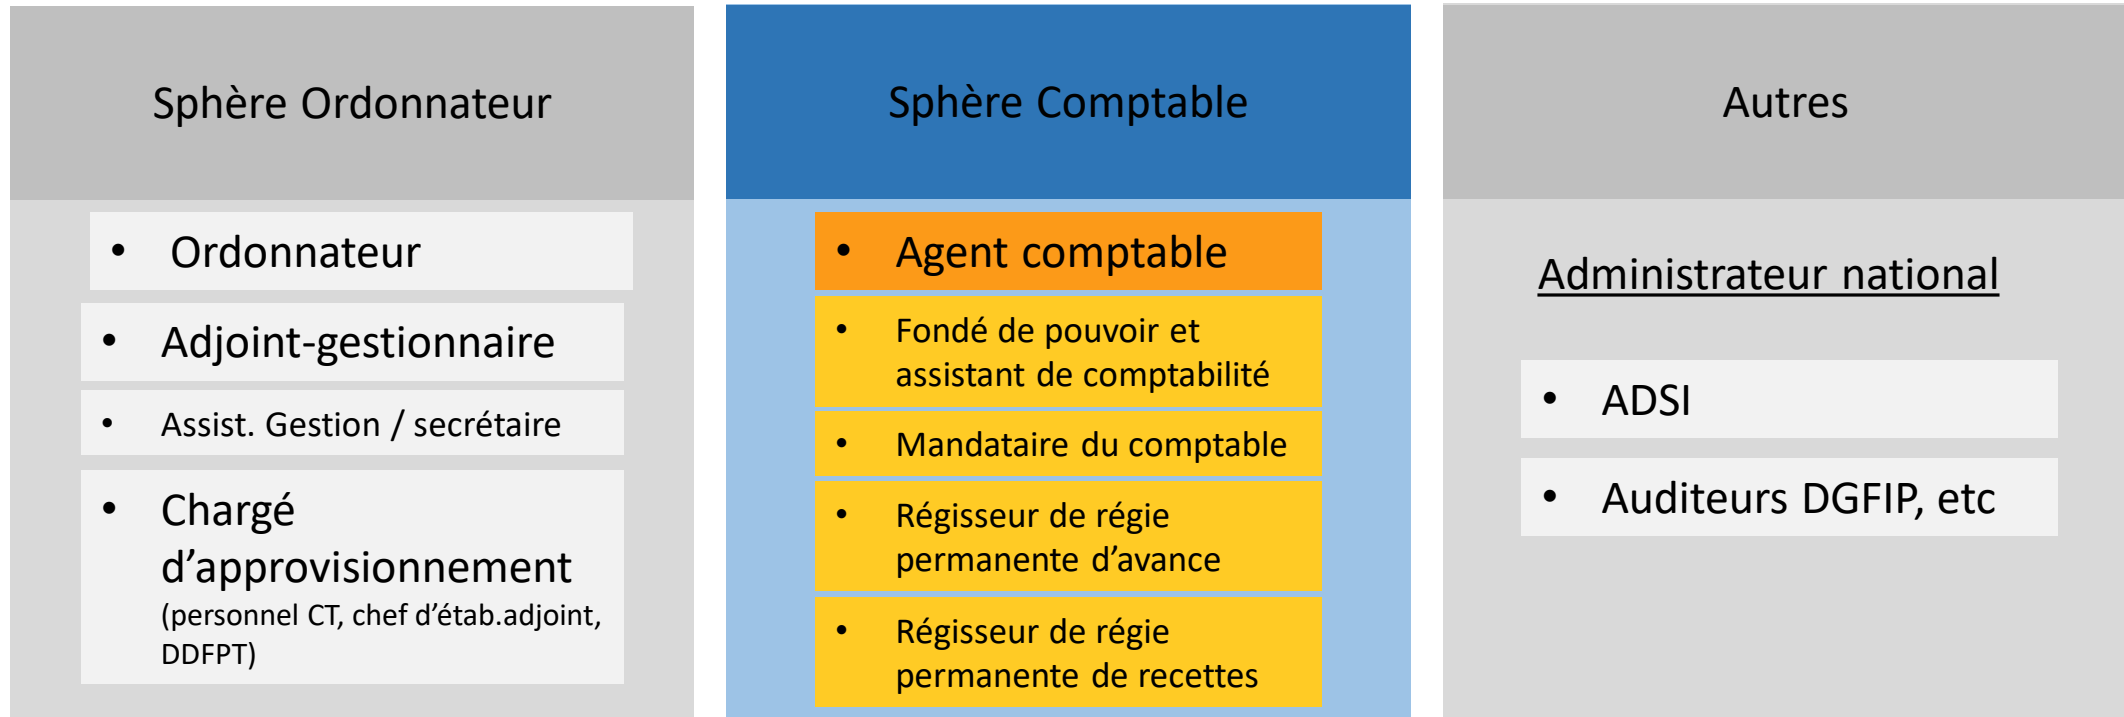 Sphère Ordonnateur
• Ordonnateur
• Adjoint-gestionnaire
• Assist. Gestion / secrétaire
• Chargé
d’approvisionnement
(personnel CT, chef d’étab.adjoint,
DDFPT)
Sphère Comptable
• Agent comptable
• Fondé de pouvoir et
assistant de comptabilité
• Mandataire du comptable
• Régisseur de régie
permanente d’avance
• Régisseur de régie
permanente de recettes
Autres
Administrateur national
• ADSI
• Auditeurs DGFIP, etc